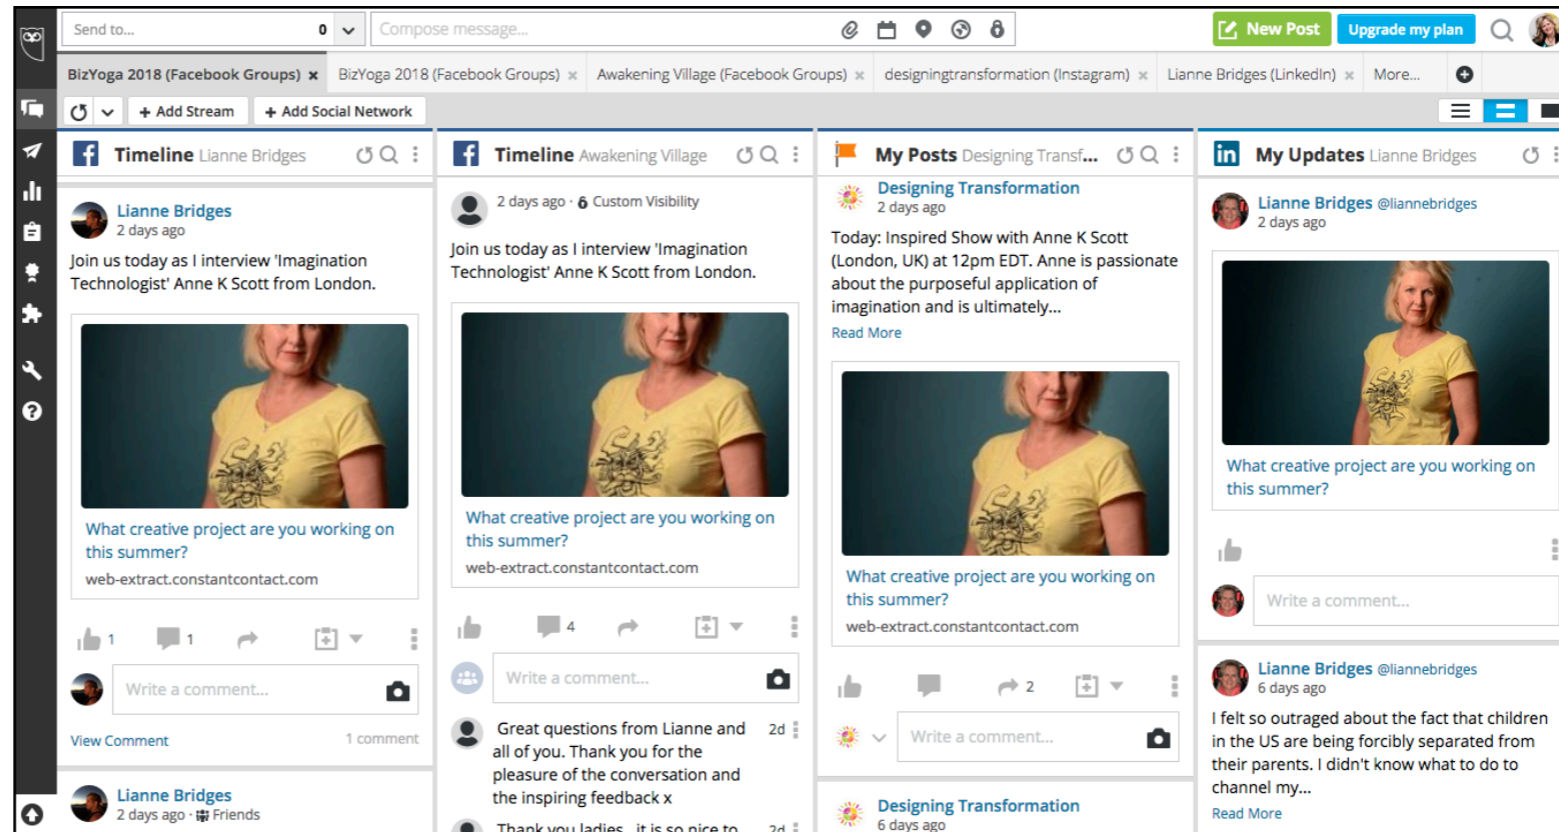 Send to... 0 Compose message... New Post Upgrade my plan
BizYoga 2018 (Facebook Groups) × BizYoga 2018 (Facebook Groups) × Awakening Village (Facebook Groups) × designingtransformation (Instagram) × Lianne Bridges (LinkedIn) × More...
+ Add Stream + Add Social Network
Timeline Lianne Bridges
Lianne Bridges
2 days ago
Join us today as I interview 'Imagination
Technologist' Anne K Scott from London.
What creative project are you working on
this summer?
web-extract.constantcontact.com
1 1
Write a comment...
View Comment 1 comment
Lianne Bridges
2 days ago · Friends
Timeline Awakening Village
2 days ago · Custom Visibility
Join us today as I interview 'Imagination
Technologist' Anne K Scott from London.
What creative project are you working on
this summer?
web-extract.constantcontact.com
4
Write a comment...
Great questions from Lianne and 2d
all of you. Thank you for the
pleasure of the conversation and
the inspiring feedback x
Thank you ladies...it is so nice to 2d
My Posts Designing Transf...
Designing Transformation
2 days ago
Today: Inspired Show with Anne K Scott
(London, UK) at 12pm EDT. Anne is passionate
about the purposeful application of
imagination and is ultimately...
Read More
What creative project are you working on
this summer?
web-extract.constantcontact.com
2
Write a comment...
Designing Transformation
6 days ago
in My Updates Lianne Bridges
Lianne Bridges @liannebridges
2 days ago
What creative project are you working on
this summer?
Write a comment...
Lianne Bridges @liannebridges
6 days ago
I felt so outraged about the fact that children
in the US are being forcibly separated from
their parents. I didn't know what to do to
channel my...
Read More